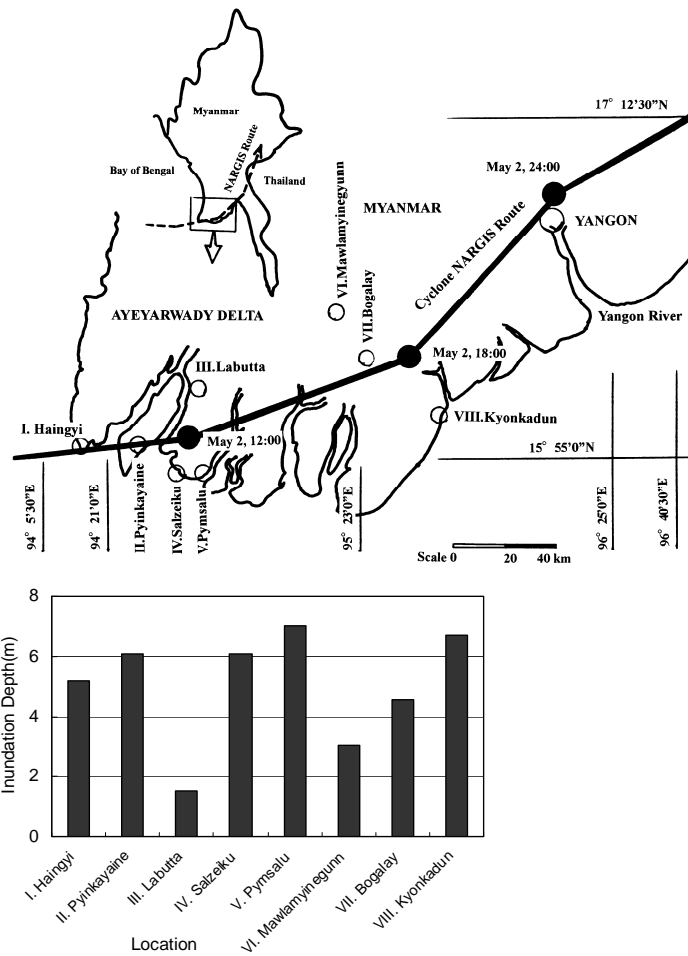 Myanmar
Bay of Bengal
NARGIS Route
Thailand
AYEYARWADY DELTA
MYANMAR
17° 12'30"N
May 2, 24:00
YANGON
Cyclone NARGIS Route
Yangon River
VI.Mawlamyinegyunn
VII.Bogalay
May 2, 18:00
III.Labutta
VIII.Kyonkadun
I. Haingyi
May 2, 12:00
15° 55'0"N
94° 5'30"E
94° 21'0"E
II.Pyinkayaine
IV.Salzeiku
V.Pymsalu
95° 23'0"E
96° 25'0"E
96° 40'30"E
Scale 0 20 40 km
Inundation Depth(m)
8
6
4
2
0
I. Haingyi
II. Pyinkayaine
III. Labutta
IV. Salzeiku
V. Pymsalu
VI. Mawlamyinegunn
VII. Bogalay
VIII. Kyonkadun
Location